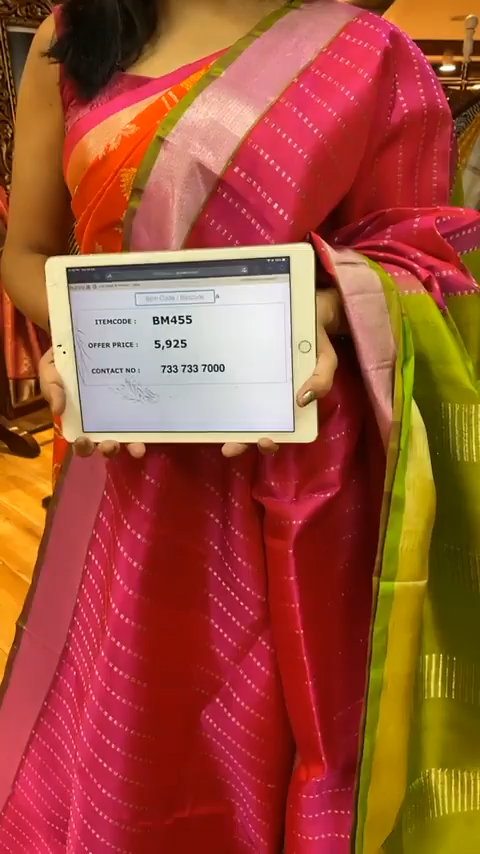 Item Code / Barcode
ITEMCODE : BM455
OFFER PRICE : 5,925
CONTACT NO : 733 733 7000